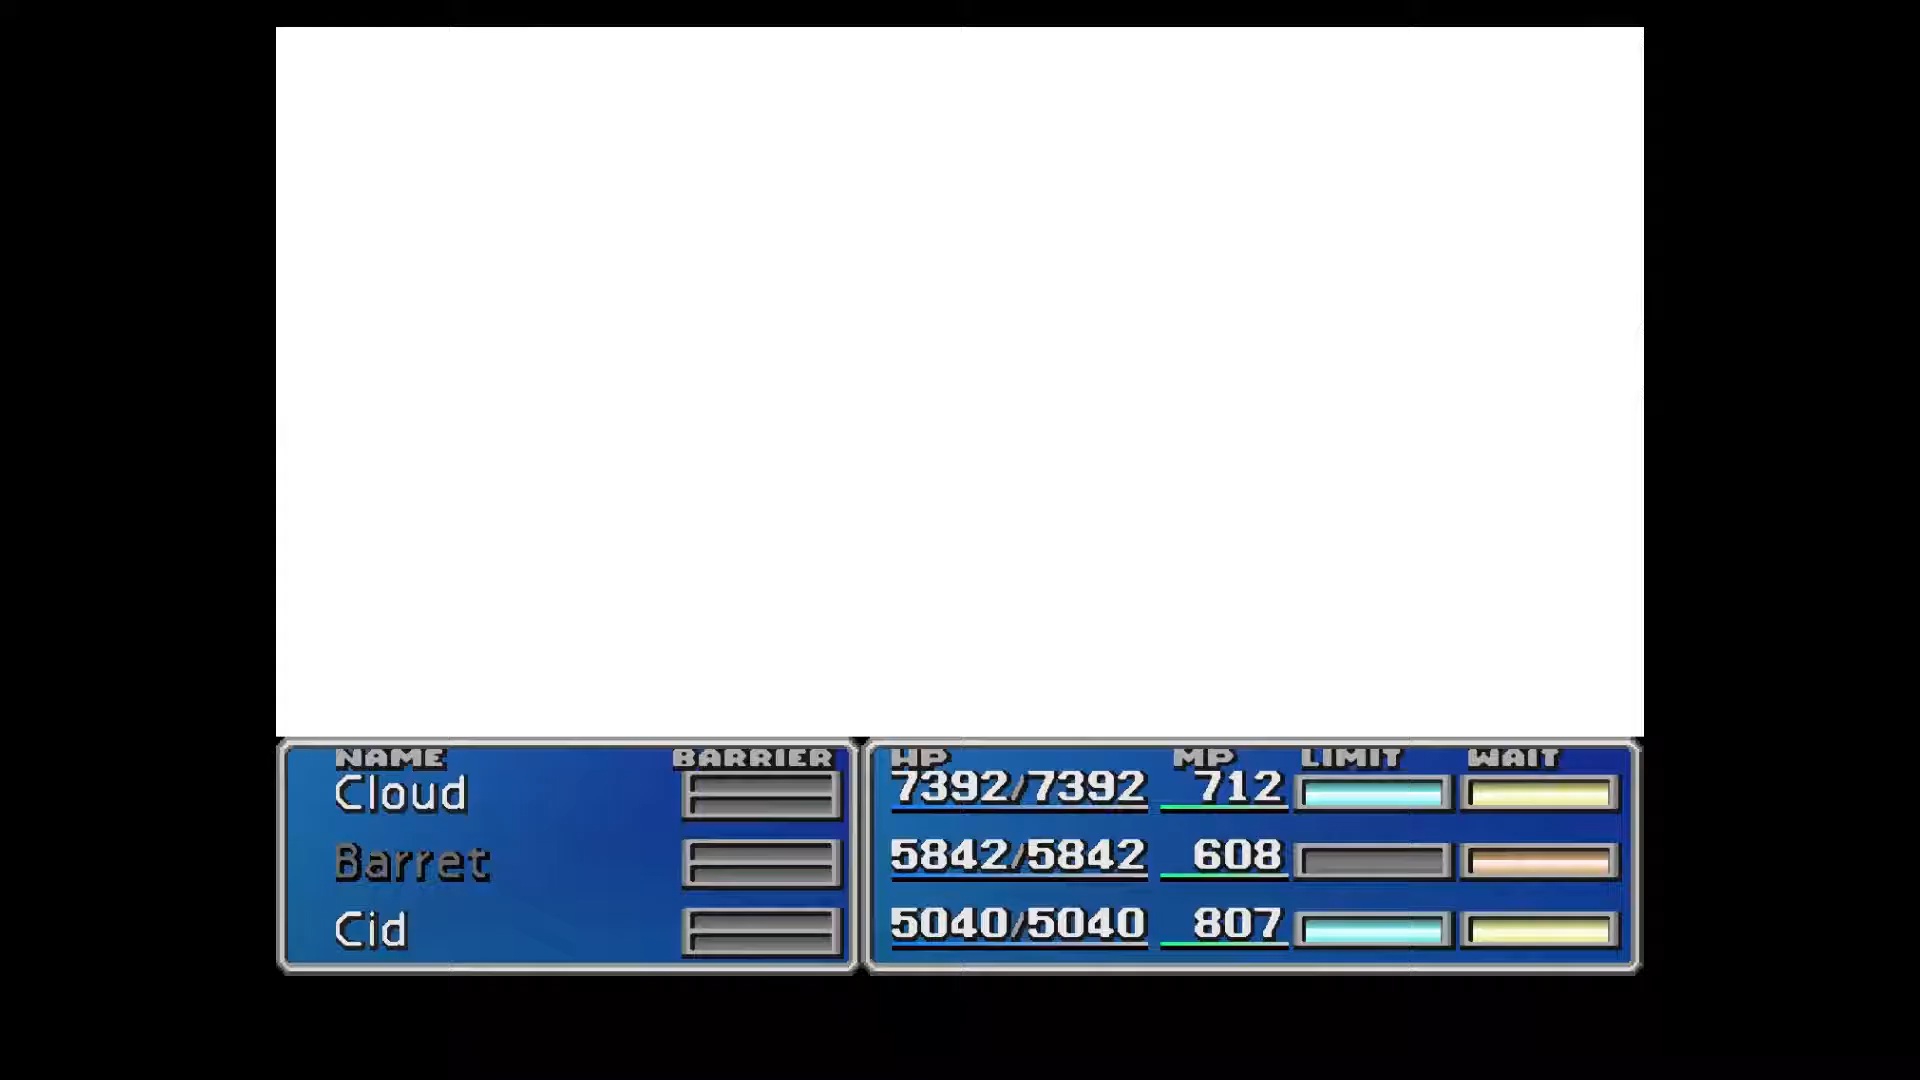 NAME BARRIER HP MP LIMIT WAIT
Cloud 7392/7392 712
Barret 5842/5842 608
Cid 5040/5040 807